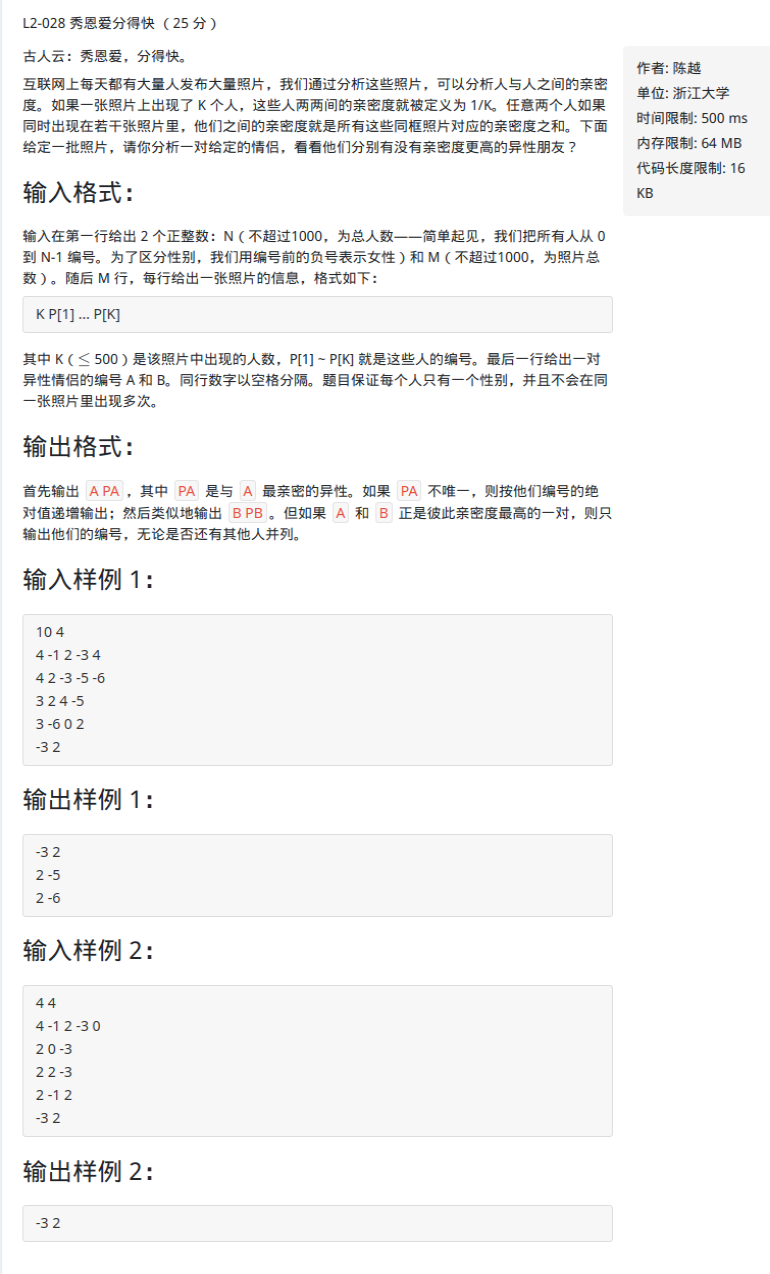 L2-028 秀恩爱分得快 （25 分）
古人云：秀恩爱，分得快。
互联网上每天都有大量人发布大量照片，我们通过分析这些照片，可以分析人与人之间的亲密
度。如果一张照片上出现了 K 个人，这些人两两间的亲密度就被定义为 1/K。任意两个人如果
同时出现在若干张照片里，他们之间的亲密度就是所有这些同框照片对应的亲密度之和。下面
给定一批照片，请你分析一对给定的情侣，看看他们分别有没有亲密度更高的异性朋友？
作者: 陈越
单位: 浙江大学
时间限制: 500 ms
内存限制: 64 MB
代码长度限制: 16
KB
输入格式：
输入在第一行给出 2 个正整数：N（不超过1000，为总人数——简单起见，我们把所有人从 0
到 N-1 编号。为了区分性别，我们用编号前的负号表示女性）和 M（不超过1000，为照片总
数）。随后 M 行，每行给出一张照片的信息，格式如下：
K P[1] ... P[K]
其中 K（≤ 500）是该照片中出现的人数，P[1] ~ P[K] 就是这些人的编号。最后一行给出一对
异性情侣的编号 A 和 B。同行数字以空格分隔。题目保证每个人只有一个性别，并且不会在同
一张照片里出现多次。
输出格式：
首先输出 A PA，其中 PA 是与 A 最亲密的异性。如果 PA 不唯一，则按他们编号的绝
对值递增输出；然后类似地输出 B PB。但如果 A 和 B 正是彼此亲密度最高的一对，则只
输出他们的编号，无论是否还有其他人并列。
输入样例 1：
10 4
4 -1 2 -3 4
4 2 -3 -5 -6
3 2 4 -5
3 -6 0 2
-3 2
输出样例 1：
-3 2
2 -5
2 -6
输入样例 2：
4 4
4 -1 2 -3 0
2 0 -3
2 2 -3
2 -1 2
-3 2
输出样例 2：
-3 2